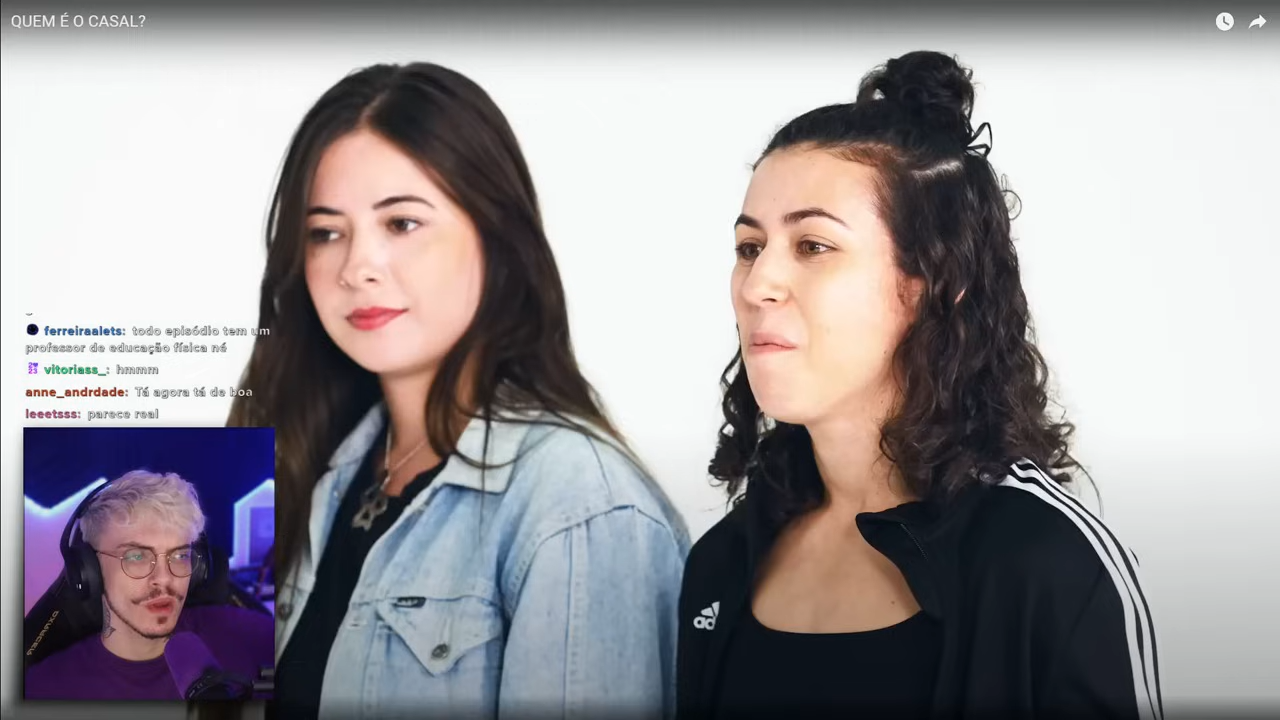 QUEM É O CASAL?
ferreiraalets: todo episódio tem um
professor de educação física né
vitoriass_: hmmm
anne_andrdade: Tá agora tá de boa
leeetsss: parece real